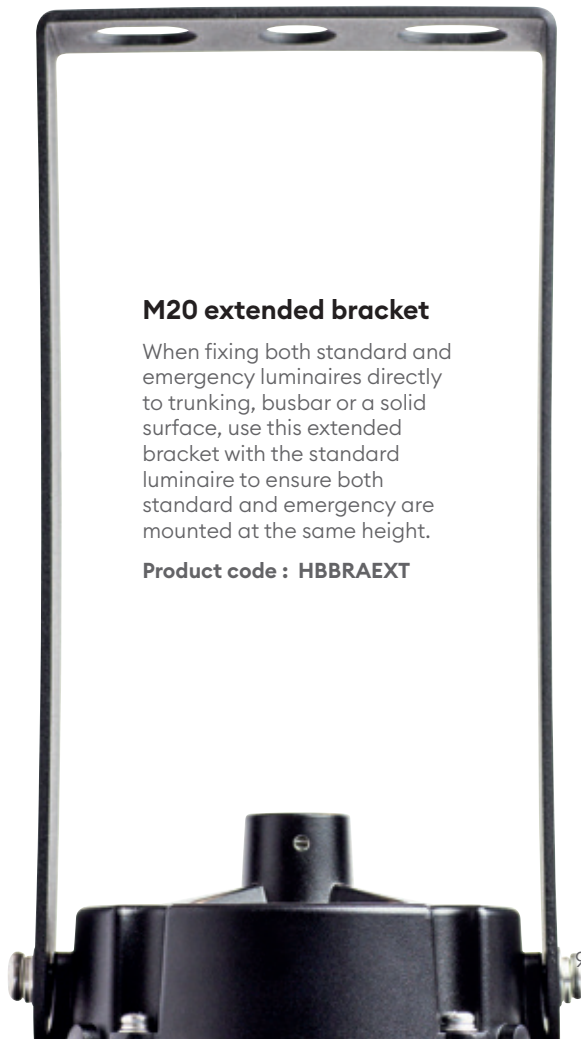 M20 extended bracket
When fixing both standard and
emergency luminaires directly
to trunking, busbar or a solid
surface, use this extended
bracket with the standard
luminaire to ensure both
standard and emergency are
mounted at the same height.
Product code : HBBRAEXT